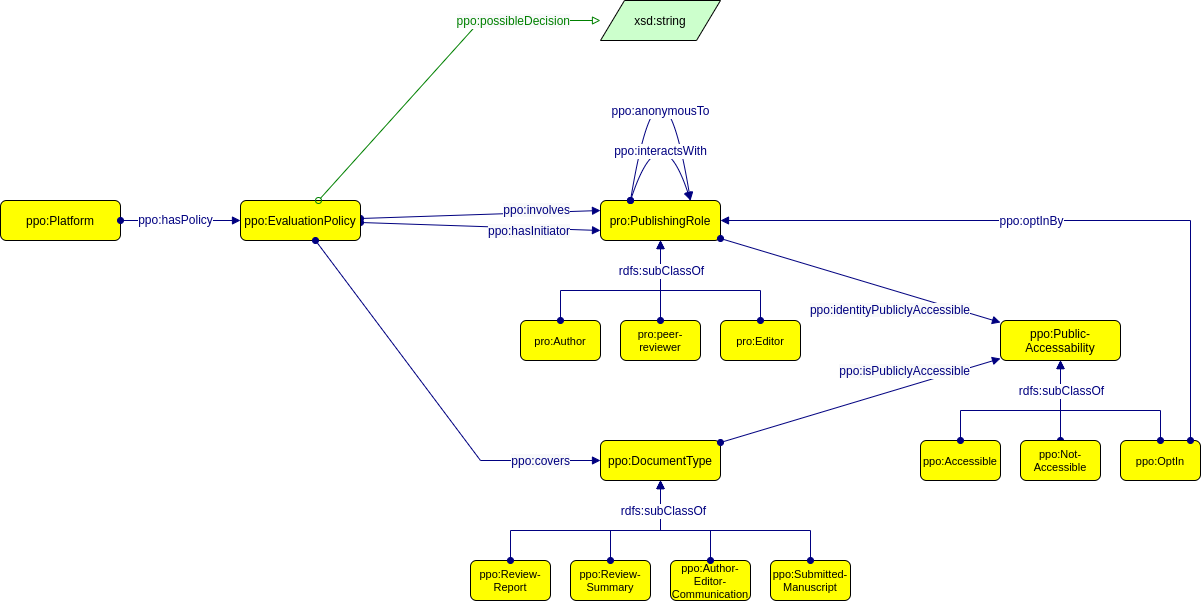 ppo:possibleDecision
xsd:string
ppo:anonymousTo
ppo:interactsWith
ppo:Platform
ppo:hasPolicy
ppo:EvaluationPolicy
ppo:involves
ppo:hasInitiator
pro:PublishingRole
ppo:optInBy
rdfs:subClassOf
ppo:identityPubliclyAccessible
pro:Author
pro:peer-
reviewer
pro:Editor
ppo:Public-
Accessability
ppo:isPubliclyAccessible
rdfs:subClassOf
ppo:covers
ppo:DocumentType
ppo:Accessible
ppo:Not-
Accessible
ppo:OptIn
rdfs:subClassOf
ppo:Review-
Report
ppo:Review-
Summary
ppo:Author-
Editor-
Communication
ppo:Submitted-
Manuscript